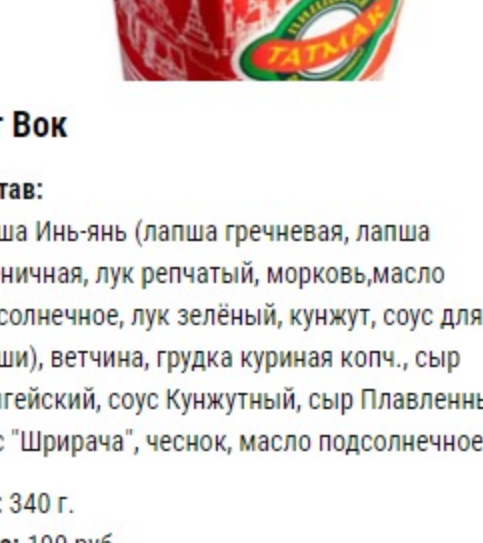 ТАТМАК
т Вок
тав:
ша Инь-янь (лапша гречневая, лапша
ничная, лук репчатый, морковь,масло
солнечное, лук зелёный, кунжут, соус для
ши), ветчина, грудка куриная копч., сыр
гейский, соус Кунжутный, сыр Плавленны
с "Шрирача", чеснок, масло подсолнечное
: 340 г.